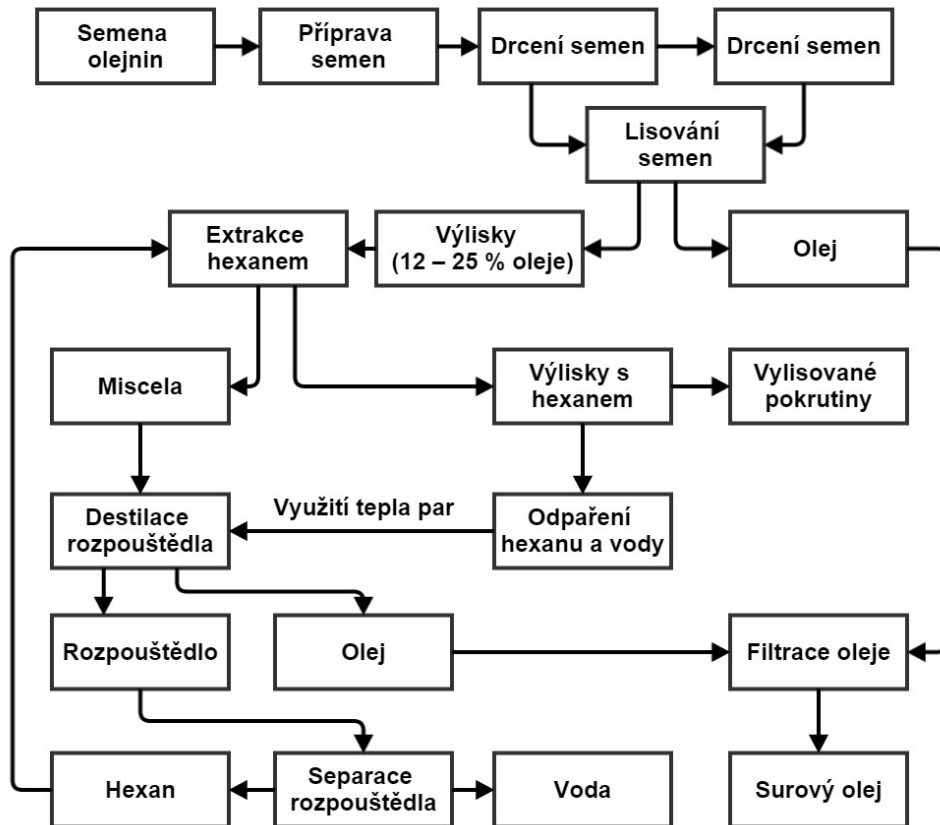 Semena
olejnin
Příprava
semen
Drcení semen
Drcení semen
Lisování
semen
Extrakce
hexanem
Výlisky
(12 – 25 % oleje)
Olej
Miscela
Výlisky s
hexanem
Vylisované
pokrutiny
Destilace
rozpouštědla
Využití tepla par
Odpaření
hexanu a vody
Rozpouštědlo
Olej
Filtrace oleje
Hexan
Separace
rozpouštědla
Voda
Surový olej